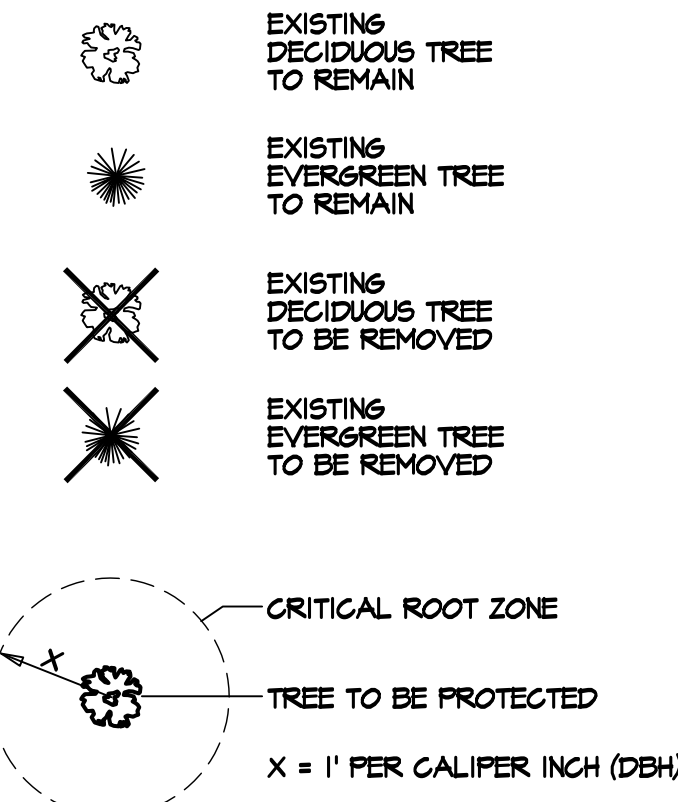 EXISTING
DECIDUOUS TREE
TO REMAIN
EXISTING
EVERGREEN TREE
TO REMAIN
EXISTING
DECIDUOUS TREE
TO BE REMOVED
EXISTING
EVERGREEN TREE
TO BE REMOVED
CRITICAL ROOT ZONE
X
TREE TO BE PROTECTED
X = 1' PER CALIPER INCH (DBH)